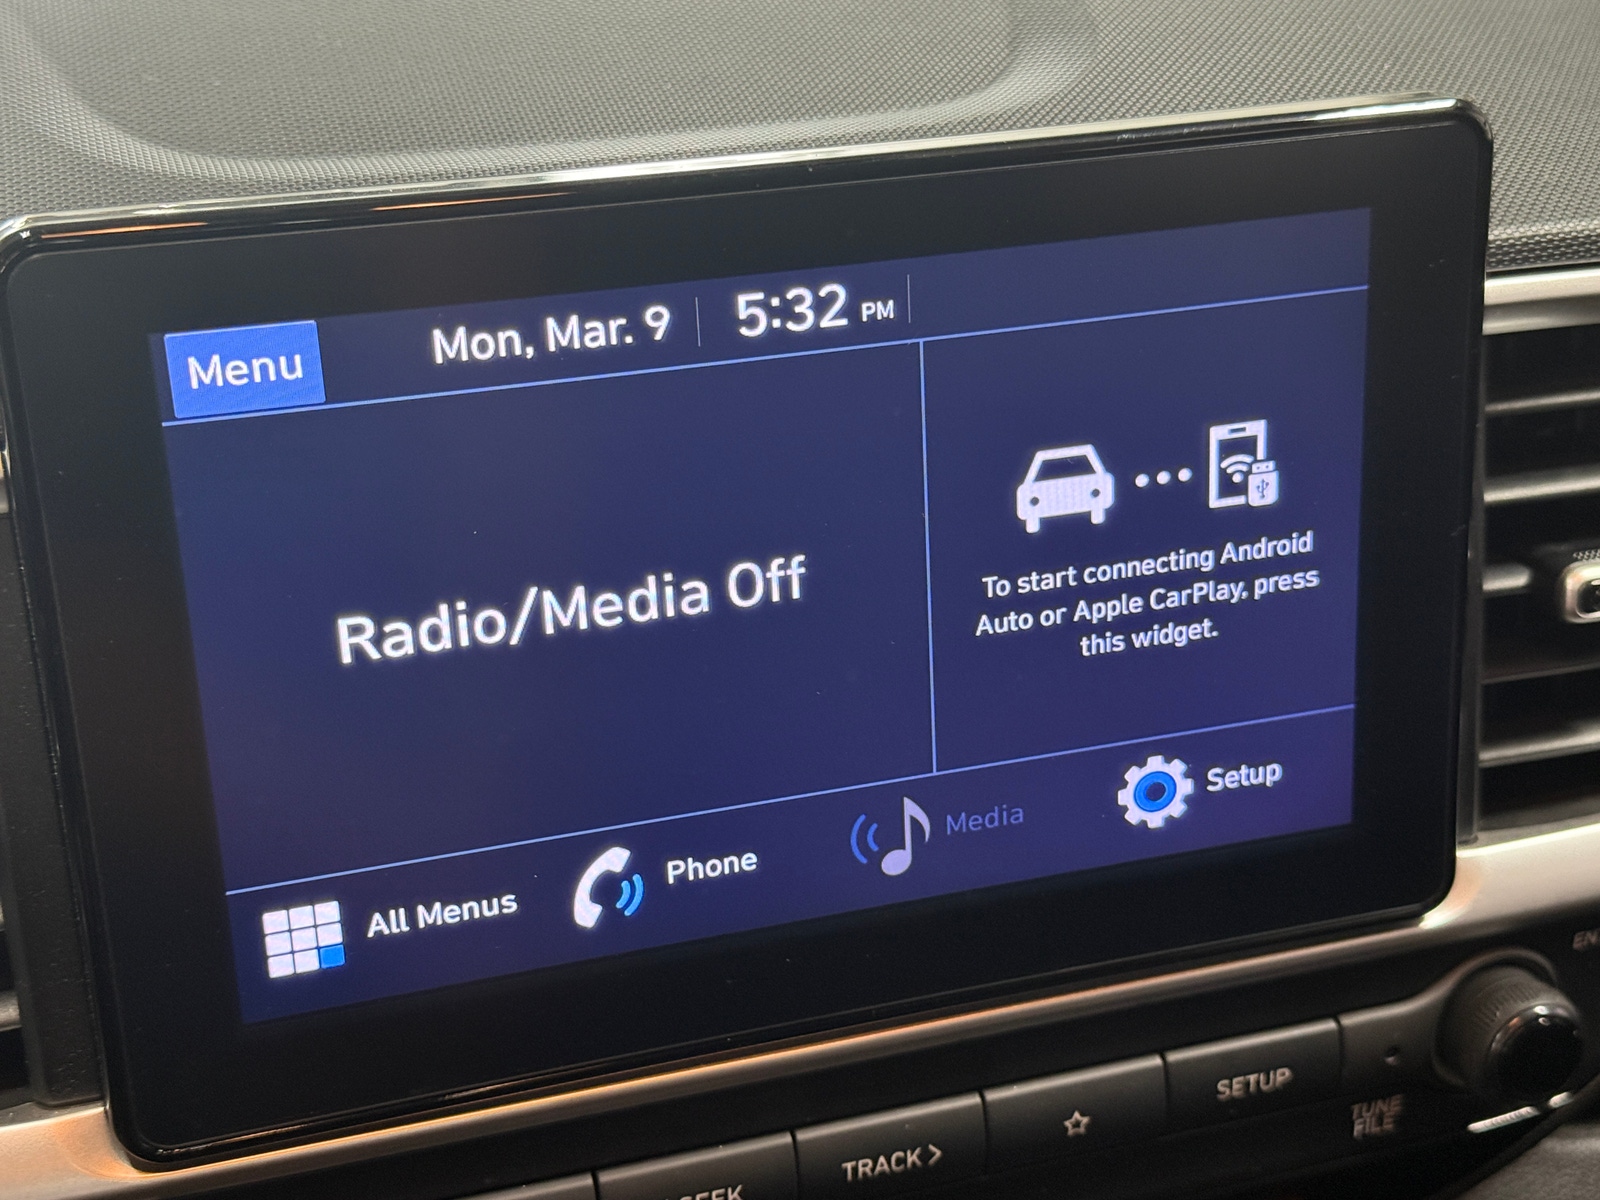 Menu
Mon, Mar. 9
5:32 PM
Radio/Media Off
To start connecting Android
Auto or Apple CarPlay, press
this widget.
All Menus
Phone
Media
Setup
SEEK
TRACK >
SETUP
TUNE
FILE